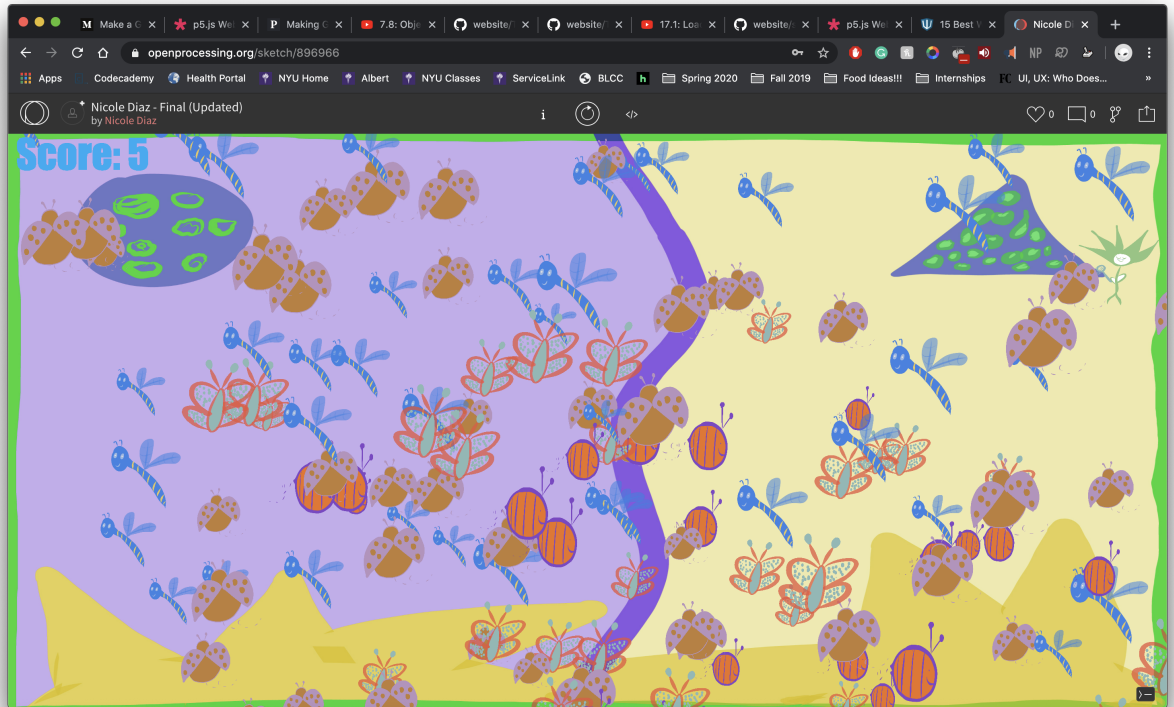 Make a G
p5.js We
Making G
7.8: Obje
website/
website/
17.1: Loa
website/
p5.js We
15 Best
Nicole Di
openprocessing.org/sketch/896966
NP
Apps
Codecademy
Health Portal
NYU Home
Albert
NYU Classes
ServiceLink
BLCC
h
Spring 2020
Fall 2019
Food Ideas!!!
Internships
UI, UX: Who Does...
»
Nicole Diaz - Final (Updated)
by Nicole Diaz
i
</>
0
0
Score: 5